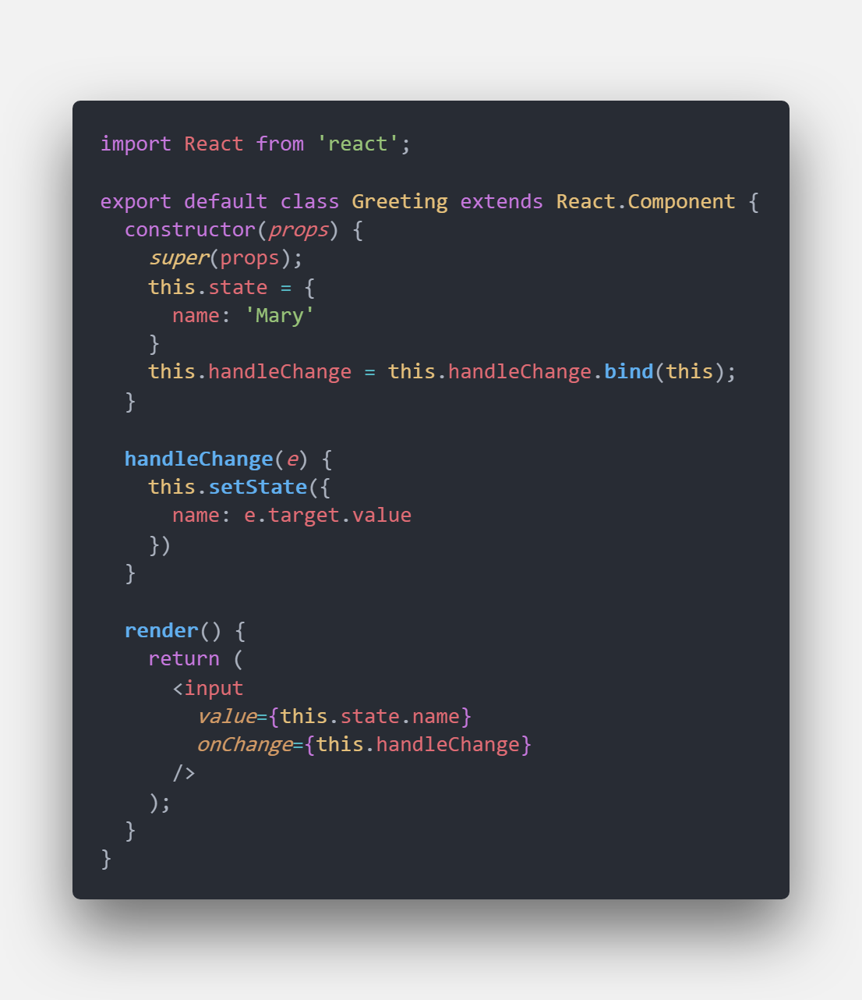 import React from 'react';

export default class Greeting extends React.Component {
  constructor(props) {
    super(props);
    this.state = {
      name: 'Mary'
    }
    this.handleChange = this.handleChange.bind(this);
  }

  handleChange(e) {
    this.setState({
      name: e.target.value
    })
  }

  render() {
    return (
      <input
        value={this.state.name}
        onChange={this.handleChange}
      />
    );
  }
}